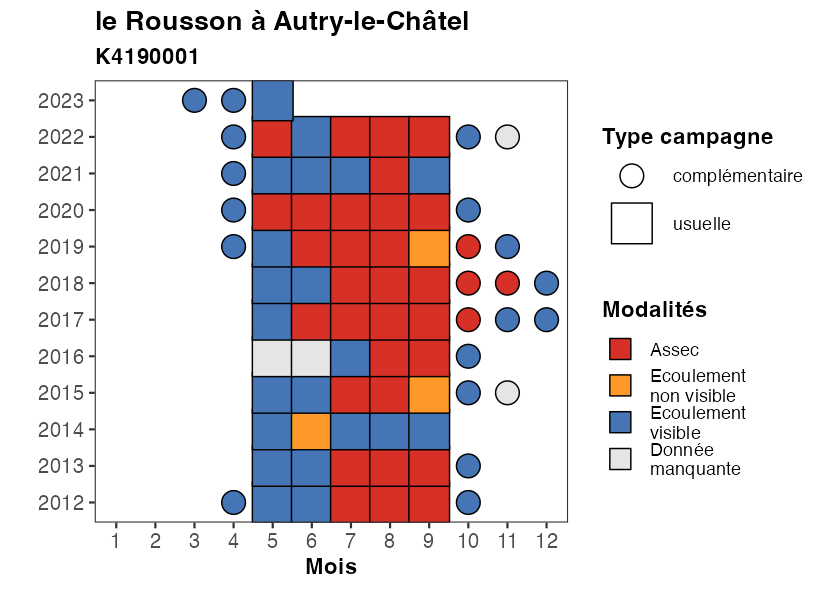 le Rousson à Autry-le-Châtel
K4190001
2023
2022
2021
2020
2019
2018
2017
2016
2015
2014
2013
2012
1 2 3 4 5 6 7 8 9 10 11 12
Mois
Type campagne
complémentaire
usuelle
Modalités
Assec
Ecoulement
non visible
Ecoulement
visible
Donnée
manquante